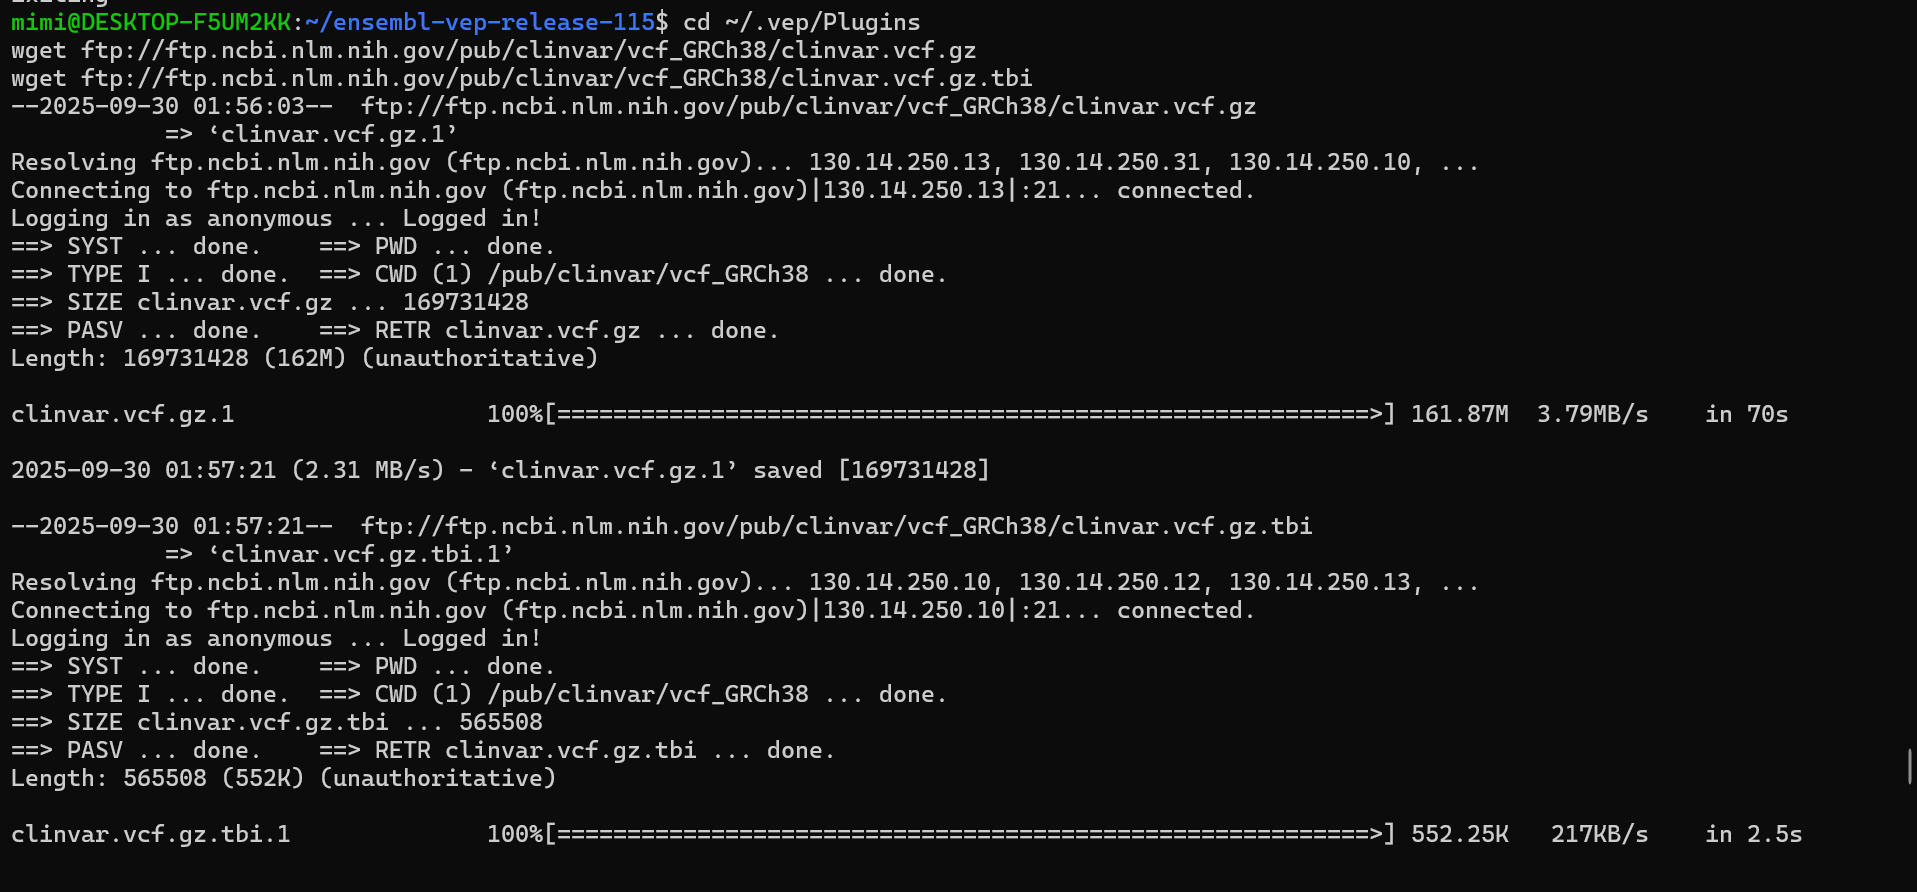 mimi@DESKTOP-F5UM2KK:~/ensembl-vep-release-115$ cd ~/.vep/Plugins
wget ftp://ftp.ncbi.nlm.nih.gov/pub/clinvar/vcf_GRCh38/clinvar.vcf.gz
wget ftp://ftp.ncbi.nlm.nih.gov/pub/clinvar/vcf_GRCh38/clinvar.vcf.gz.tbi
--2025-09-30 01:56:03--  ftp://ftp.ncbi.nlm.nih.gov/pub/clinvar/vcf_GRCh38/clinvar.vcf.gz
           => ‘clinvar.vcf.gz.1’
Resolving ftp.ncbi.nlm.nih.gov (ftp.ncbi.nlm.nih.gov)... 130.14.250.13, 130.14.250.31, 130.14.250.10, ...
Connecting to ftp.ncbi.nlm.nih.gov (ftp.ncbi.nlm.nih.gov)|130.14.250.13|:21... connected.
Logging in as anonymous ... Logged in!
==> SYST ... done.    ==> PWD ... done.
==> TYPE I ... done.  ==> CWD (1) /pub/clinvar/vcf_GRCh38 ... done.
==> SIZE clinvar.vcf.gz ... 169731428
==> PASV ... done.    ==> RETR clinvar.vcf.gz ... done.
Length: 169731428 (162M) (unauthoritative)
clinvar.vcf.gz.1                  100%[==========================================================>] 161.87M  3.79MB/s    in 70s
2025-09-30 01:57:21 (2.31 MB/s) - ‘clinvar.vcf.gz.1’ saved [169731428]
--2025-09-30 01:57:21--  ftp://ftp.ncbi.nlm.nih.gov/pub/clinvar/vcf_GRCh38/clinvar.vcf.gz.tbi
           => ‘clinvar.vcf.gz.tbi.1’
Resolving ftp.ncbi.nlm.nih.gov (ftp.ncbi.nlm.nih.gov)... 130.14.250.10, 130.14.250.12, 130.14.250.13, ...
Connecting to ftp.ncbi.nlm.nih.gov (ftp.ncbi.nlm.nih.gov)|130.14.250.10|:21... connected.
Logging in as anonymous ... Logged in!
==> SYST ... done.    ==> PWD ... done.
==> TYPE I ... done.  ==> CWD (1) /pub/clinvar/vcf_GRCh38 ... done.
==> SIZE clinvar.vcf.gz.tbi ... 565508
==> PASV ... done.    ==> RETR clinvar.vcf.gz.tbi ... done.
Length: 565508 (552K) (unauthoritative)
clinvar.vcf.gz.tbi.1              100%[==========================================================>] 552.25K   217KB/s    in 2.5s